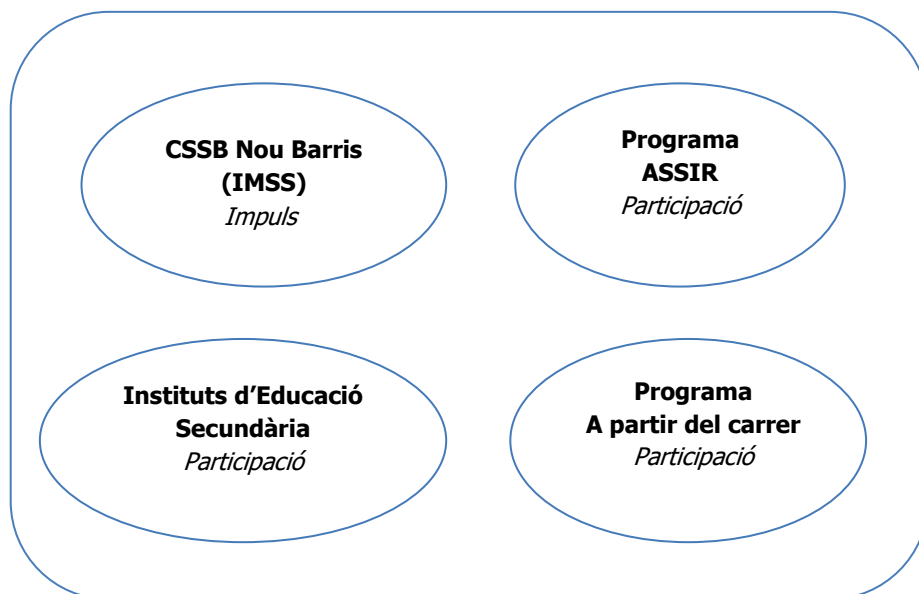 CSSB Nou Barris
(IMSS)
Impuls
Programa
ASSIR
Participació
Instituts d’Educació
Secundària
Participació
Programa
A partir del carrer
Participació